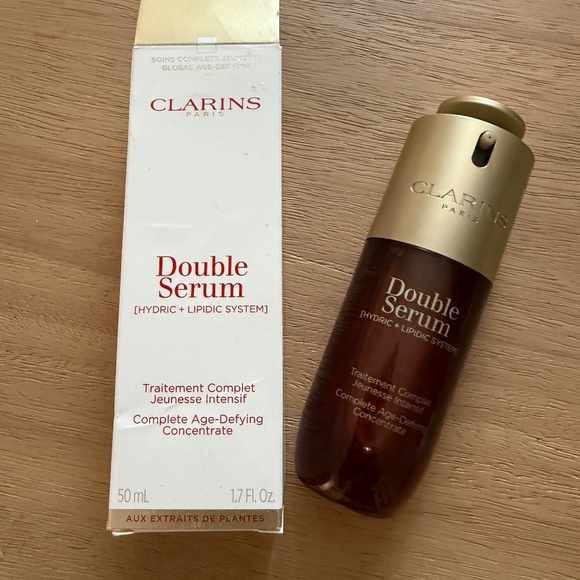 SOINS COMPLETS JEUNESSE
GLOBAL AGE-DEFYING
CLARINS
PARIS
Double
Serum
[HYDRIC + LIPIDIC SYSTEM]
Traitement Complet
Jeunesse Intensif
Complete Age-Defying
Concentrate
50 mL 1.7 Fl. Oz.
AUX EXTRAITS DE PLANTES
CLARINS
PARIS
Double
Serum
[HYDRIC + LIPIDIC SYSTEM]
Traitement Complet
Jeunesse Intensif
Complete Age-Defying
Concentrate